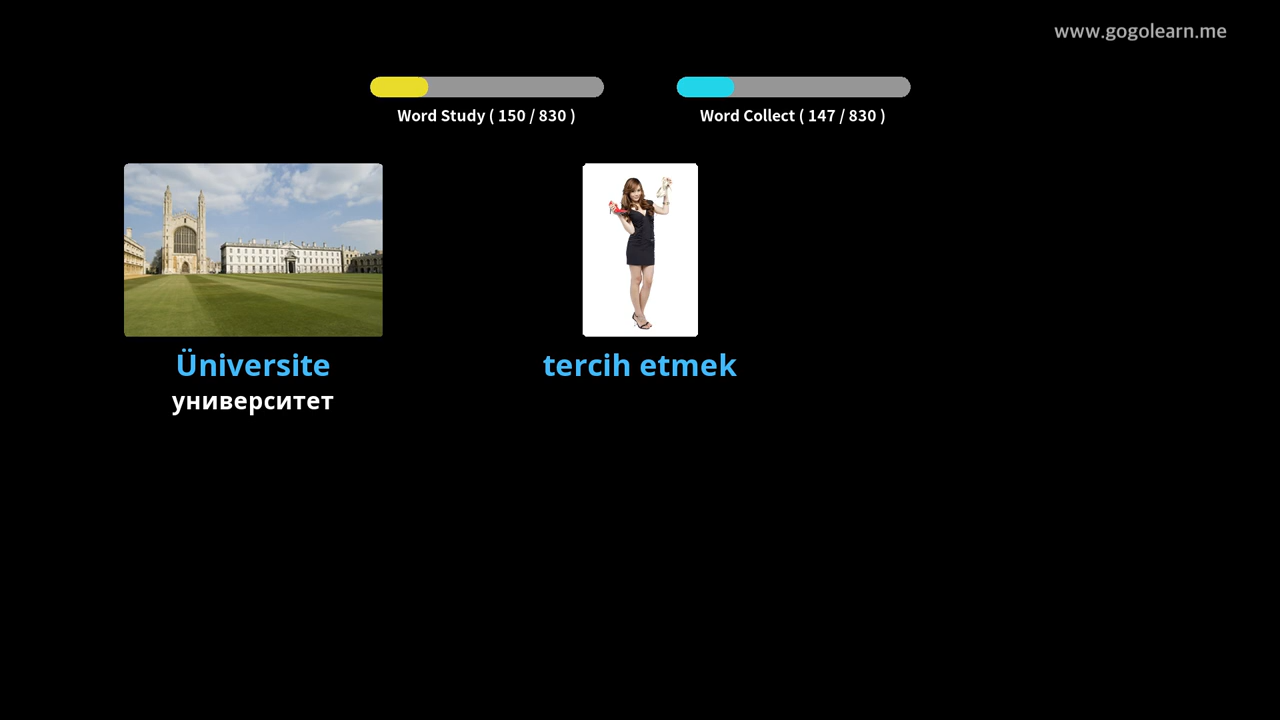 www.gogolearn.me
Word Study ( 150 / 830 )
Word Collect ( 147 / 830 )
Üniversite
университет
tercih etmek